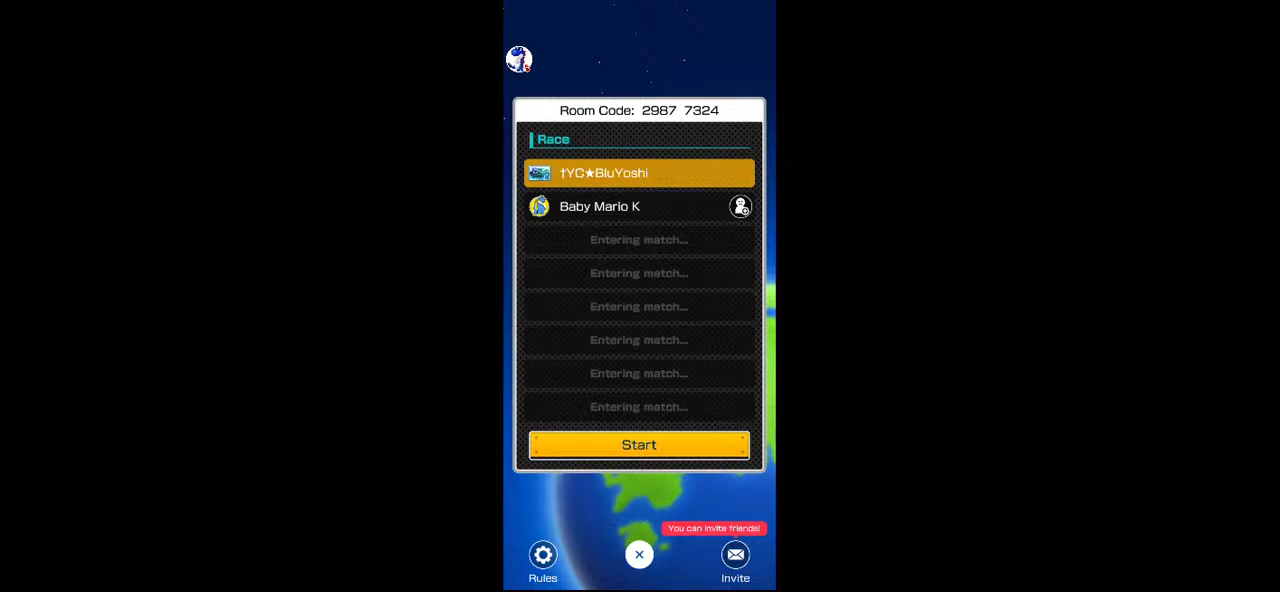 Room Code: 2987 7324
Race
†YC★BluYoshi
Baby Mario K
Entering match...
Entering match...
Entering match...
Entering match...
Entering match...
Entering match...
Start
You can invite friends!
Rules
Invite